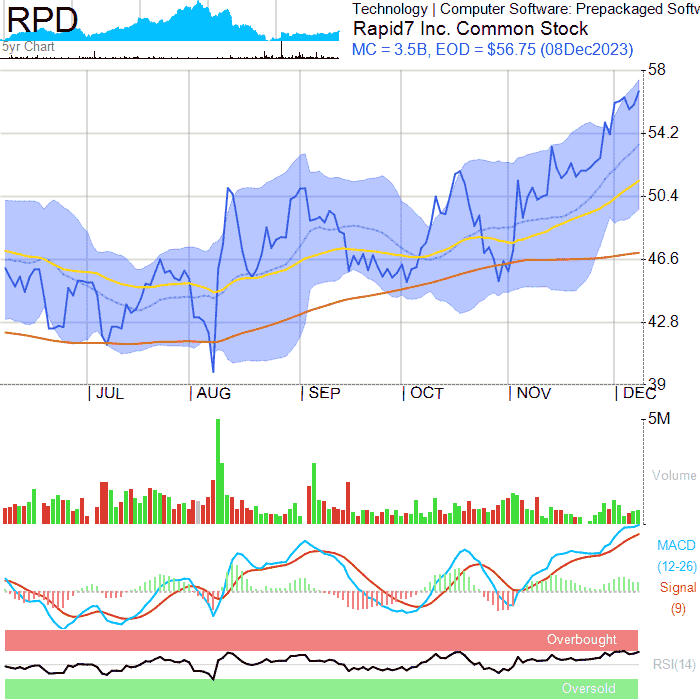 RPD
5yr Chart
Technology | Computer Software: Prepackaged Softw
Rapid7 Inc. Common Stock
MC = 3.5B, EOD = $56.75 (08Dec2023)
58
54.2
50.4
46.6
42.8
39
JUL AUG SEP OCT NOV DEC
5M
Volume
MACD
(12-26)
Signal
(9)
Overbought
RSI(14)
Oversold